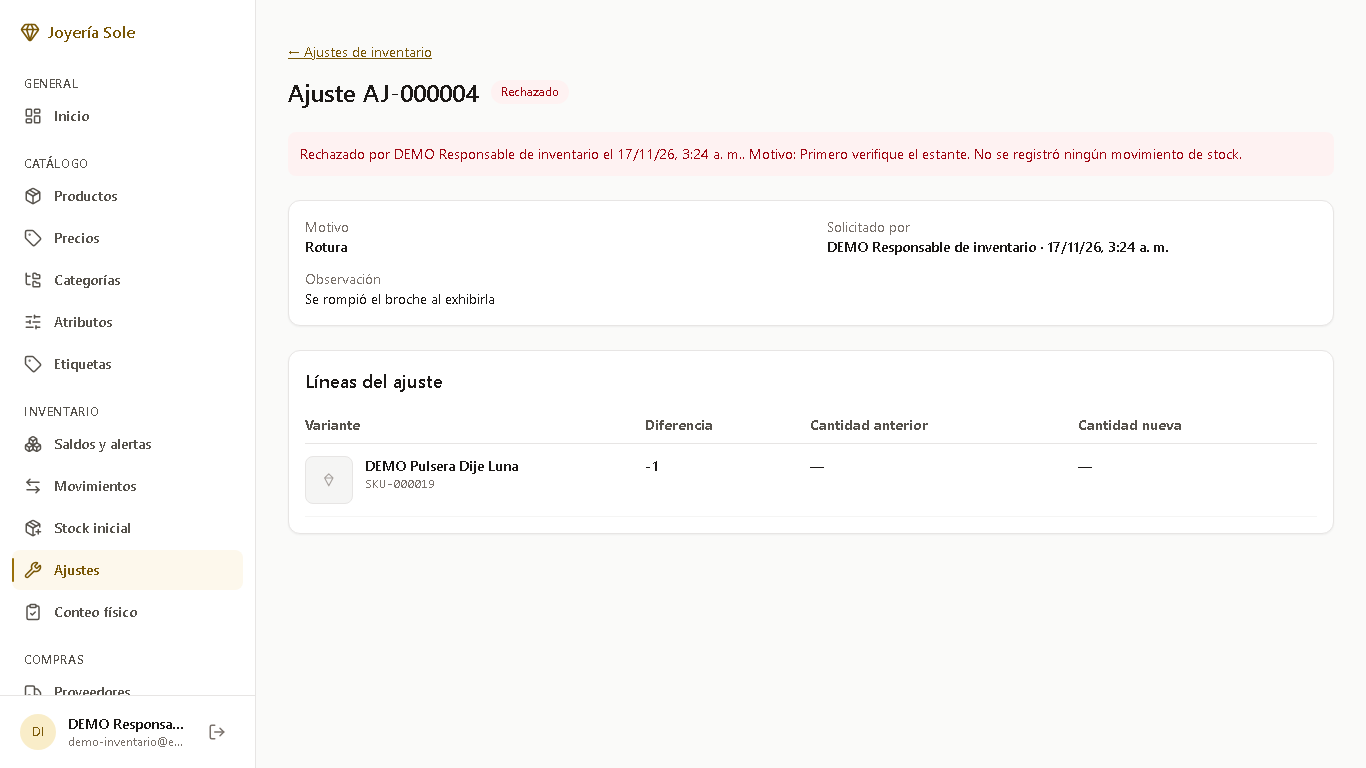 Joyería Sole
GENERAL
Inicio
CATÁLOGO
Productos
Precios
Categorías
Atributos
Etiquetas
INVENTARIO
Saldos y alertas
Movimientos
Stock inicial
Ajustes
Conteo físico
COMPRAS
Proveedores
DI
DEMO Responsa...
demo-inventario@e...
← Ajustes de inventario
Ajuste AJ-000004 Rechazado
Rechazado por DEMO Responsable de inventario el 17/11/26, 3:24 a. m.. Motivo: Primero verifique el estante. No se registró ningún movimiento de stock.
Motivo Solicitado por
Rotura DEMO Responsable de inventario · 17/11/26, 3:24 a. m.
Observación
Se rompió el broche al exhibirla
Líneas del ajuste
Variante Diferencia Cantidad anterior Cantidad nueva
DEMO Pulsera Dije Luna -1 — —
SKU-000019